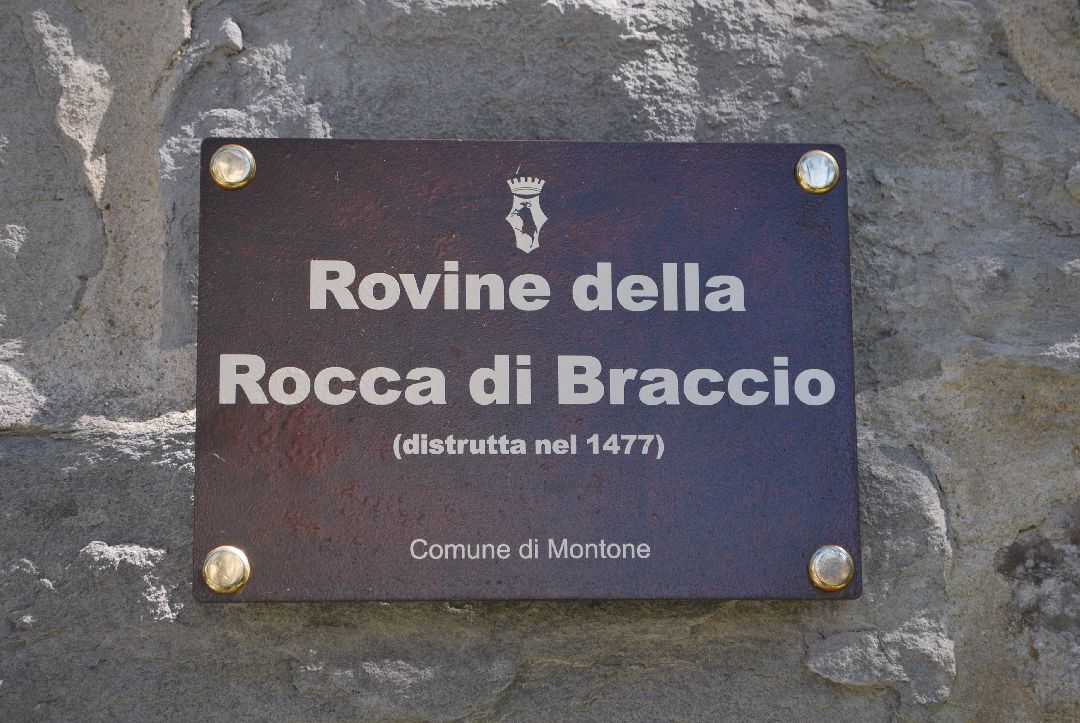 Rovine della
Rocca di Braccio
(distrutta nel 1477)
Comune di Montone